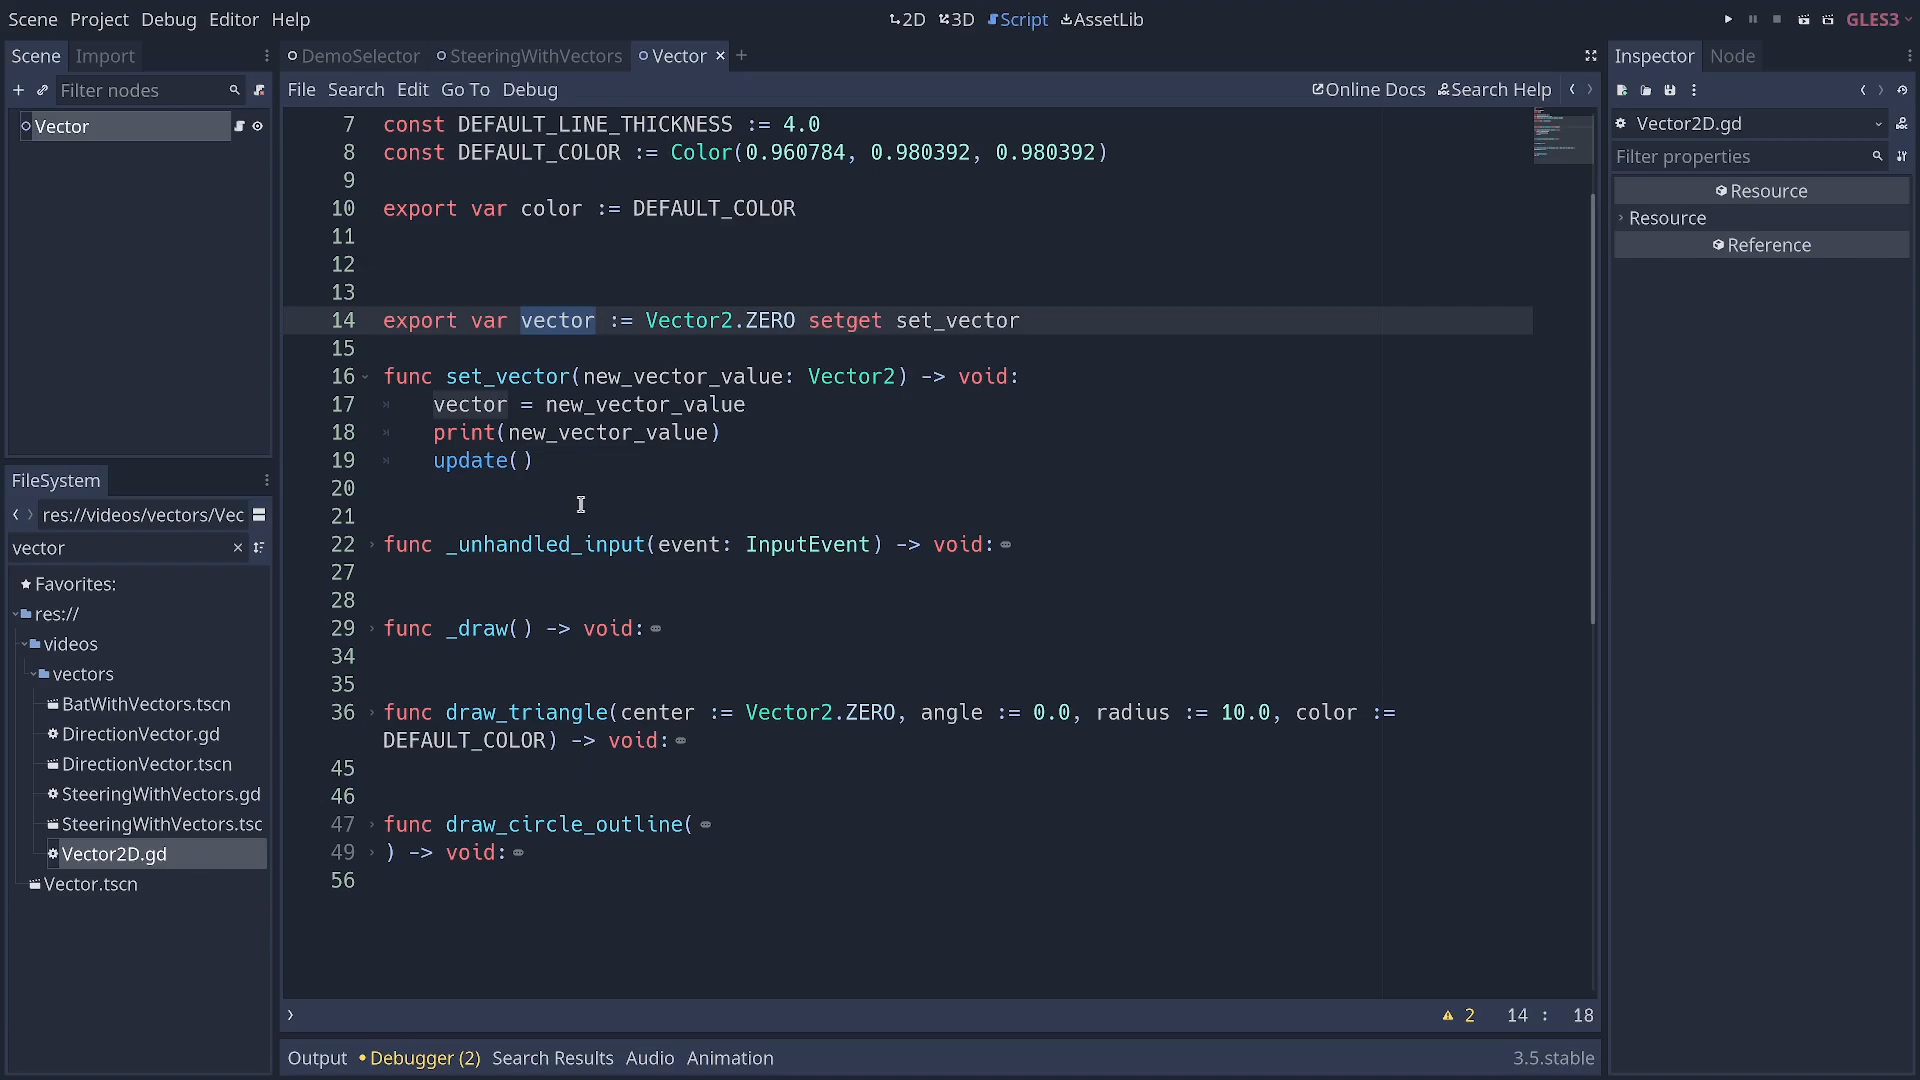 Scene Project Debug Editor Help
2D 3D Script AssetLib
GLES3
Scene Import
Filter nodes
Vector
FileSystem
res://videos/vectors/Vec
vector
Favorites:
res://
videos
vectors
BatWithVectors.tscn
DirectionVector.gd
DirectionVector.tscn
SteeringWithVectors.gd
SteeringWithVectors.tsc
Vector2D.gd
Vector.tscn
DemoSelector SteeringWithVectors Vector × +
File Search Edit Go To Debug
Online Docs Search Help
7 const DEFAULT_LINE_THICKNESS := 4.0
8 const DEFAULT_COLOR := Color(0.960784, 0.980392, 0.980392)
9
10 export var color := DEFAULT_COLOR
11
12
13
14 export var vector := Vector2.ZERO setget set_vector
15
16 func set_vector(new_vector_value: Vector2) -> void:
17 vector = new_vector_value
18 print(new_vector_value)
19 update()
20
21
22 func _unhandled_input(event: InputEvent) -> void:
27
28
29 func _draw() -> void:
34
35
36 func draw_triangle(center := Vector2.ZERO, angle := 0.0, radius := 10.0, color :=
DEFAULT_COLOR) -> void:
45
46
47 func draw_circle_outline(
49 ) -> void:
56
2 14 : 18
Output Debugger (2) Search Results Audio Animation
3.5.stable
Inspector Node
Vector2D.gd
Filter properties
Resource
Resource
Reference